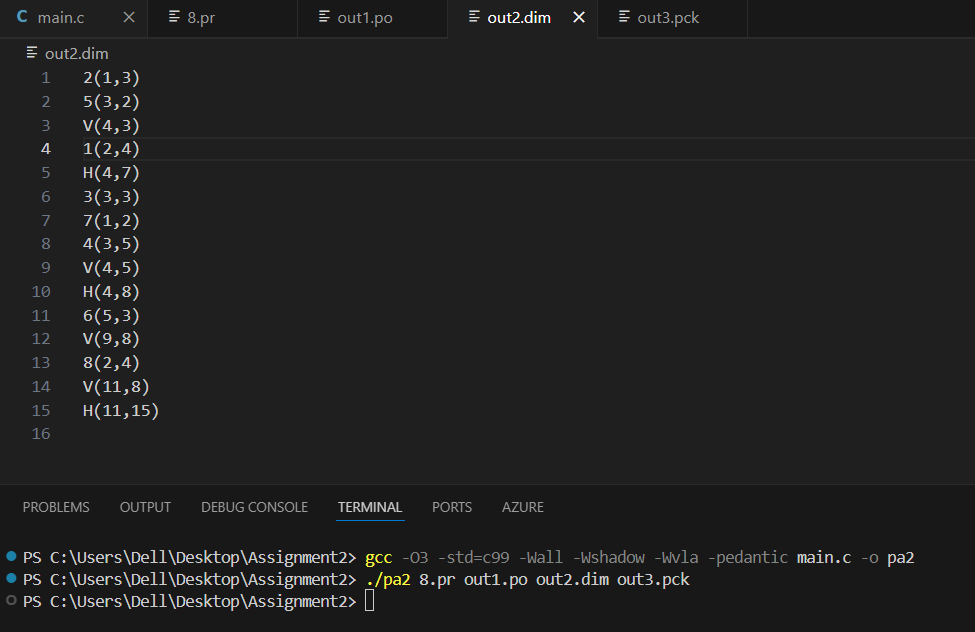 main.c 8.pr out1.po out2.dim out3.pck
out2.dim
1 2(1,3)
2 5(3,2)
3 V(4,3)
4 1(2,4)
5 H(4,7)
6 3(3,3)
7 7(1,2)
8 4(3,5)
9 V(4,5)
10 H(4,8)
11 6(5,3)
12 V(9,8)
13 8(2,4)
14 V(11,8)
15 H(11,15)
16
PROBLEMS OUTPUT DEBUG CONSOLE TERMINAL PORTS AZURE
PS C:\Users\Dell\Desktop\Assignment2> gcc -O3 -std=c99 -Wall -Wshadow -Wvla -pedantic main.c -o pa2
PS C:\Users\Dell\Desktop\Assignment2> ./pa2 8.pr out1.po out2.dim out3.pck
PS C:\Users\Dell\Desktop\Assignment2>